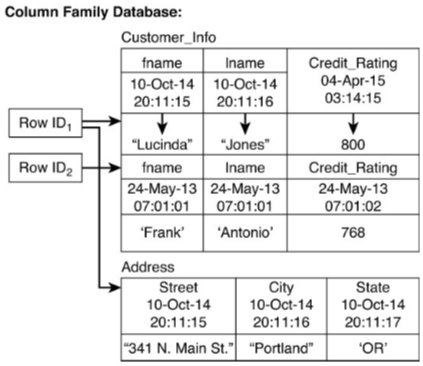 Column Family Database:
Customer_Info
fname lname Credit_Rating
10-Oct-14 10-Oct-14 04-Apr-15
20:11:15 20:11:16 03:14:15
Row ID1
"Lucinda" "Jones" 800
Row ID2
fname lname Credit_Rating
24-May-13 24-May-13 24-May-13
07:01:01 07:01:01 07:01:02
'Frank' 'Antonio' 768
Address
Street City State
10-Oct-14 10-Oct-14 10-Oct-14
20:11:15 20:11:16 20:11:17
"341 N. Main St." "Portland" 'OR'